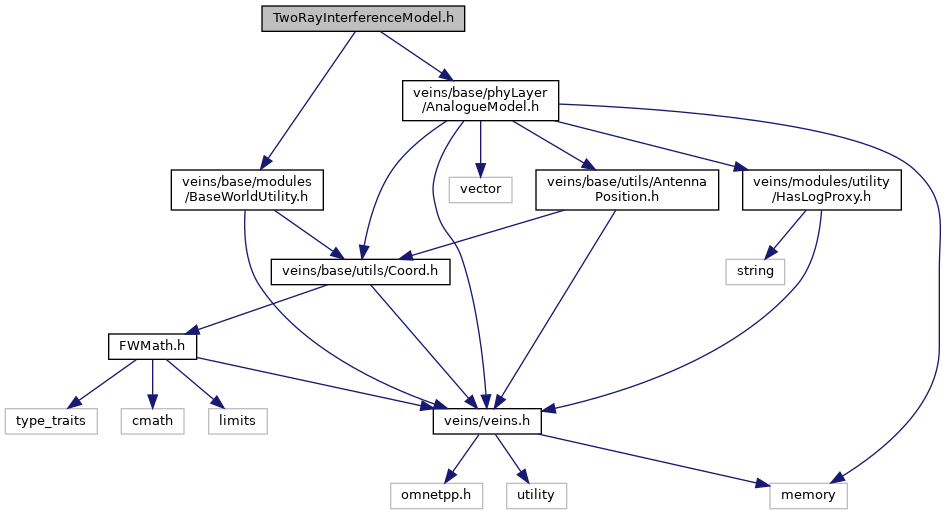 TwoRayInterferenceModel.h
veins/base/phyLayer
/AnalogueModel.h
veins/base/modules
/BaseWorldUtility.h
vector
veins/base/utils/Antenna
Position.h
veins/modules/utility
/HasLogProxy.h
veins/base/utils/Coord.h
string
FWMath.h
type_traits
cmath
limits
veins/veins.h
omnetpp.h
utility
memory